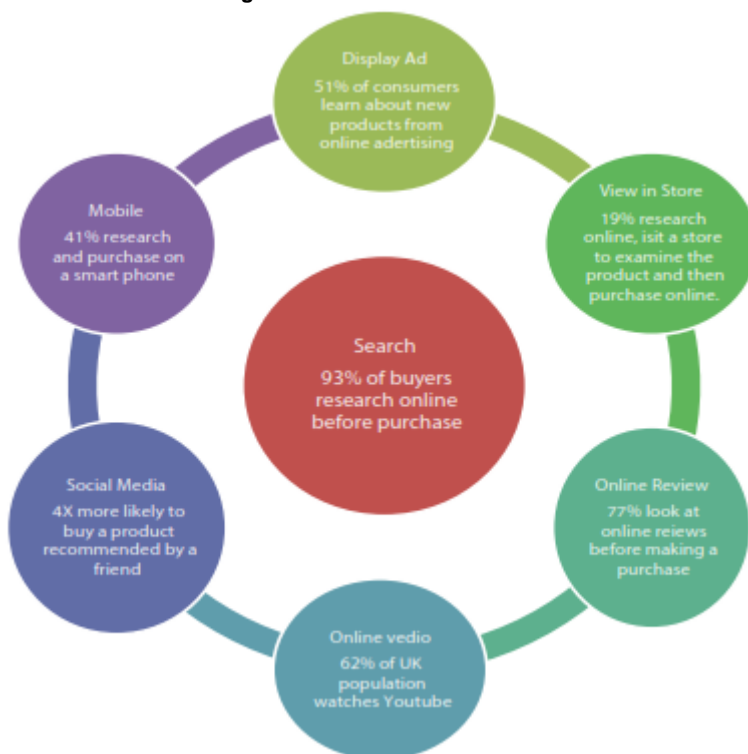 Display Ad
51% of consumers
learn about new
products from
online adertising
View in Store
19% research
online, isit a store
to examine the
product and then
purchase online.
Mobile
41% research
and purchase on
a smart phone
Search
93% of buyers
research online
before purchase
Online Review
77% look at
online reiews
before making a
purchase
Social Media
4X more likely to
buy a product
recommended by a
friend
Online vedio
62% of UK
population
watches Youtube